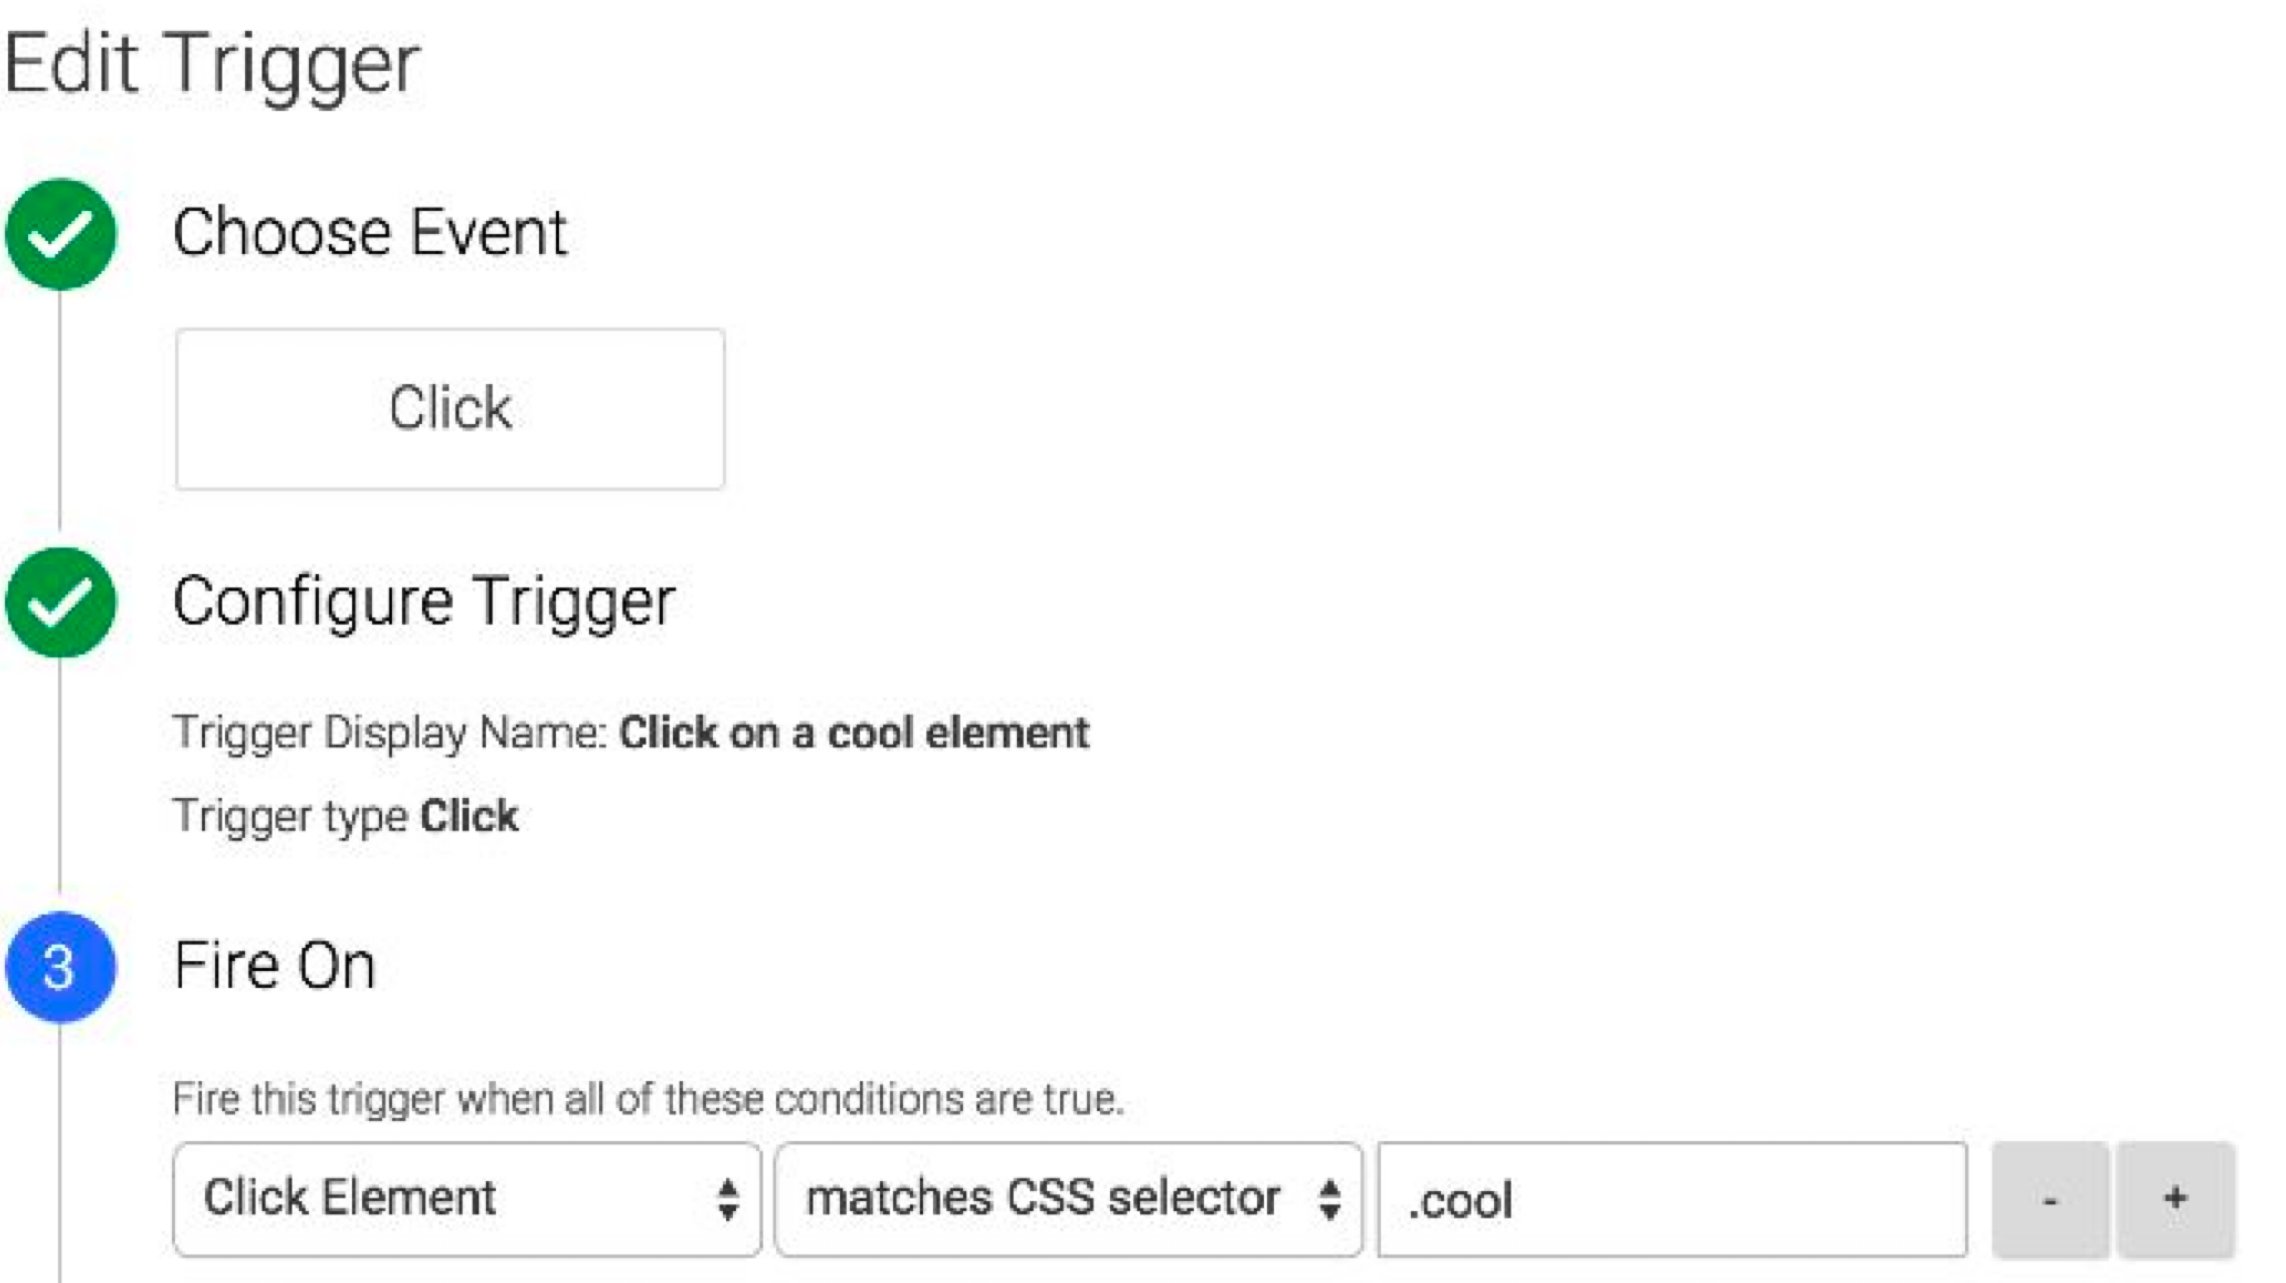 Edit Trigger
Choose Event
Click
Configure Trigger
Trigger Display Name: Click on a cool element
Trigger type Click
3 Fire On
Fire this trigger when all of these conditions are true.
Click Element matches CSS selector .cool - +